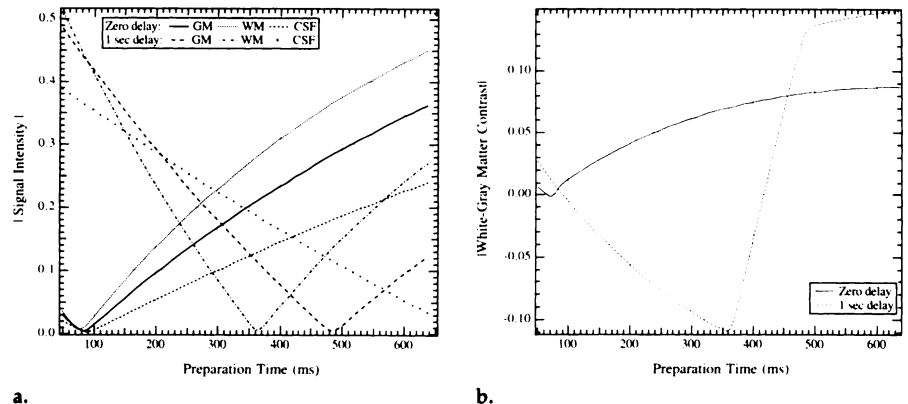 0.5
0.4
0.3
0.2
0.1
0.0
| Signal Intensity |
Zero delay: GM WM CSF
1 sec delay: GM WM CSF
100 200 300 400 500 600
Preparation Time (ms)
a.
0.10
0.05
0.00
-0.05
-0.10
|White-Gray Matter Contrast|
Zero delay
1 sec delay
100 200 300 400 500 600
Preparation Time (ms)
b.